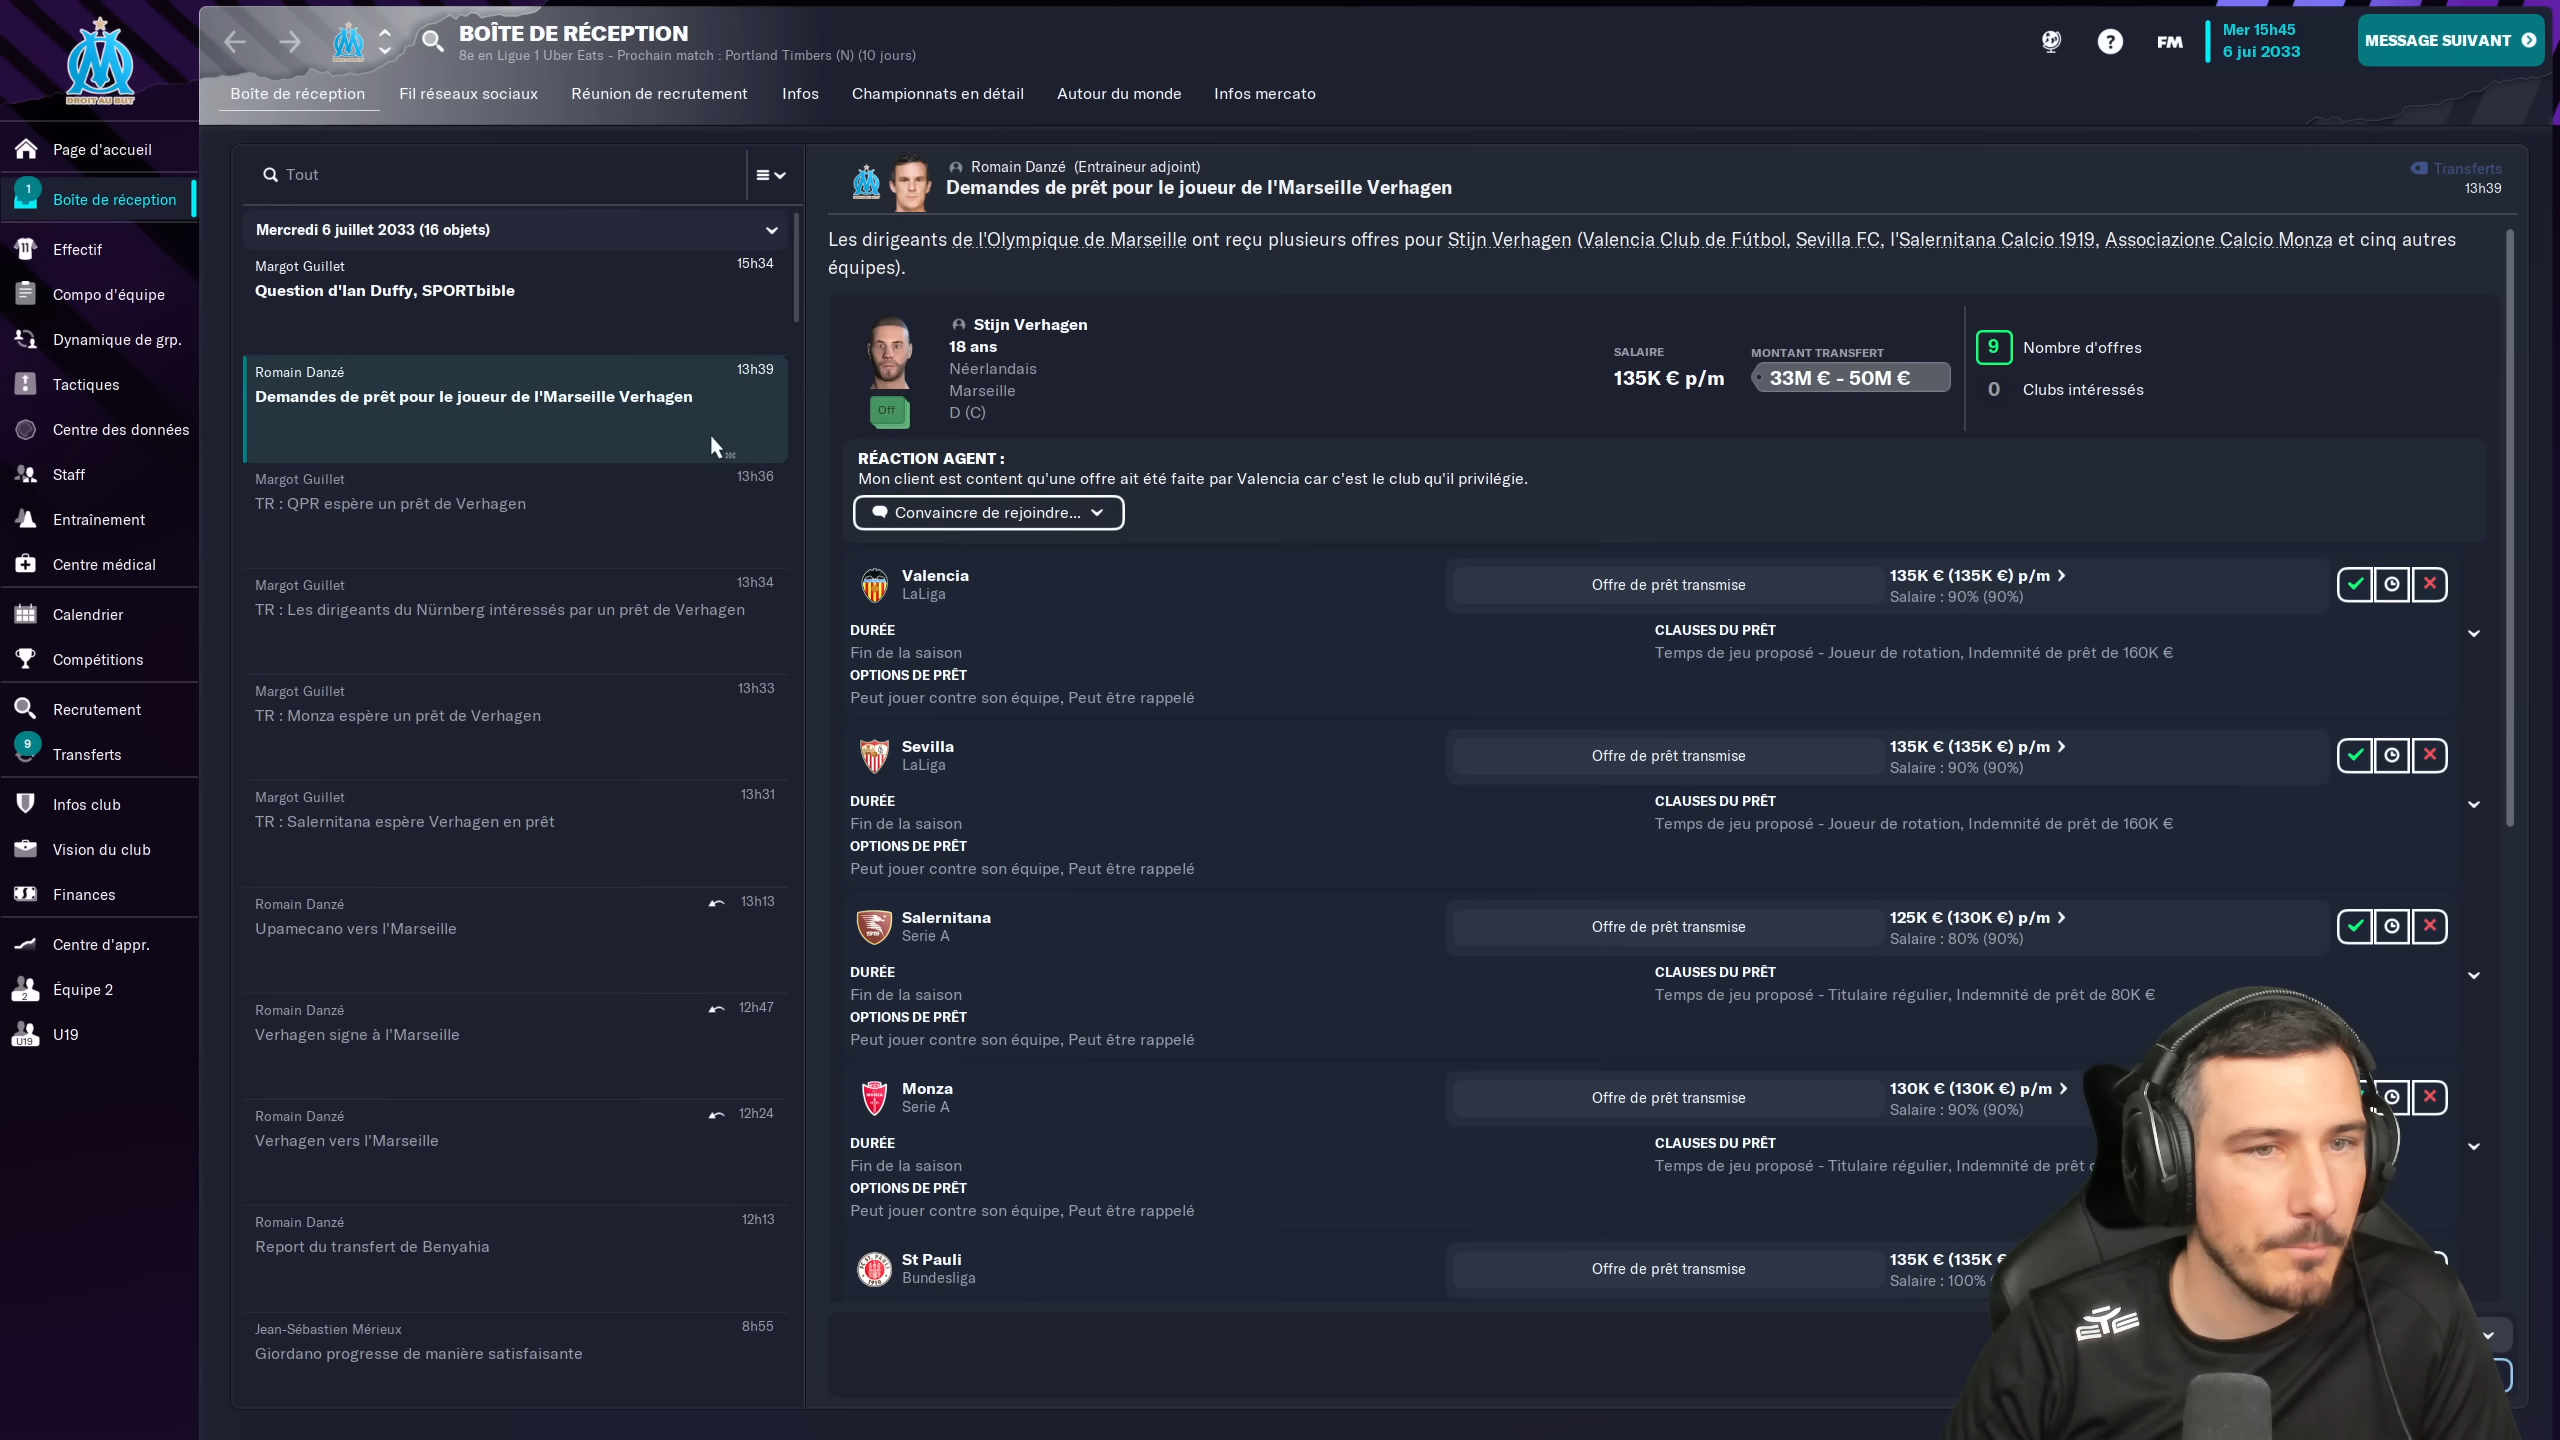 DROIT AU BUT
BOÎTE DE RÉCEPTION
8e en Ligue 1 Uber Eats - Prochain match : Portland Timbers (N) (10 jours)
FM
Mer 15h45
6 jui 2033
MESSAGE SUIVANT
Boîte de réception
Fil réseaux sociaux
Réunion de recrutement
Infos
Championnats en détail
Autour du monde
Infos mercato
Page d'accueil
1
Boîte de réception
11
Effectif
Compo d'équipe
Dynamique de grp.
Tactiques
Centre des données
Staff
Entraînement
Centre médical
Calendrier
Compétitions
Recrutement
9
Transferts
Infos club
Vision du club
Finances
Centre d'appr.
2
Équipe 2
U19
U19
Tout
Mercredi 6 juillet 2033 (16 objets)
Margot Guillet
15h34
Question d'Ian Duffy, SPORTbible
Romain Danzé
13h39
Demandes de prêt pour le joueur de l'Marseille Verhagen
Margot Guillet
13h36
TR : QPR espère un prêt de Verhagen
Margot Guillet
13h34
TR : Les dirigeants du Nürnberg intéressés par un prêt de Verhagen
Margot Guillet
13h33
TR : Monza espère un prêt de Verhagen
Margot Guillet
13h31
TR : Salernitana espère Verhagen en prêt
Romain Danzé
13h13
Upamecano vers l'Marseille
Romain Danzé
12h47
Verhagen signe à l'Marseille
Romain Danzé
12h24
Verhagen vers l'Marseille
Romain Danzé
12h13
Report du transfert de Benyahia
Jean-Sébastien Mérieux
8h55
Giordano progresse de manière satisfaisante
Romain Danzé (Entraîneur adjoint)
Demandes de prêt pour le joueur de l'Marseille Verhagen
Transferts
13h39
Les dirigeants de l'Olympique de Marseille ont reçu plusieurs offres pour Stijn Verhagen (Valencia Club de Fútbol, Sevilla FC, l'Salernitana Calcio 1919, Associazione Calcio Monza et cinq autres
équipes).
Stijn Verhagen
18 ans
Néerlandais
Marseille
D (C)
Off
SALAIRE
135K € p/m
MONTANT TRANSFERT
33M € - 50M €
9 Nombre d'offres
0 Clubs intéressés
RÉACTION AGENT :
Mon client est content qu'une offre ait été faite par Valencia car c'est le club qu'il privilégie.
Convaincre de rejoindre...
Valencia
LaLiga
Offre de prêt transmise
135K € (135K €) p/m
Salaire : 90% (90%)
DURÉE
Fin de la saison
OPTIONS DE PRÊT
Peut jouer contre son équipe, Peut être rappelé
CLAUSES DU PRÊT
Temps de jeu proposé - Joueur de rotation, Indemnité de prêt de 160K €
Sevilla
LaLiga
Offre de prêt transmise
135K € (135K €) p/m
Salaire : 90% (90%)
DURÉE
Fin de la saison
OPTIONS DE PRÊT
Peut jouer contre son équipe, Peut être rappelé
CLAUSES DU PRÊT
Temps de jeu proposé - Joueur de rotation, Indemnité de prêt de 160K €
Salernitana
Serie A
Offre de prêt transmise
125K € (130K €) p/m
Salaire : 80% (90%)
DURÉE
Fin de la saison
OPTIONS DE PRÊT
Peut jouer contre son équipe, Peut être rappelé
CLAUSES DU PRÊT
Temps de jeu proposé - Titulaire régulier, Indemnité de prêt de 80K €
Monza
Serie A
Offre de prêt transmise
130K € (130K €) p/m
Salaire : 90% (90%)
DURÉE
Fin de la saison
OPTIONS DE PRÊT
Peut jouer contre son équipe, Peut être rappelé
CLAUSES DU PRÊT
Temps de jeu proposé - Titulaire régulier, Indemnité de prêt
St Pauli
Bundesliga
Offre de prêt transmise
135K € (135K €
Salaire : 100%